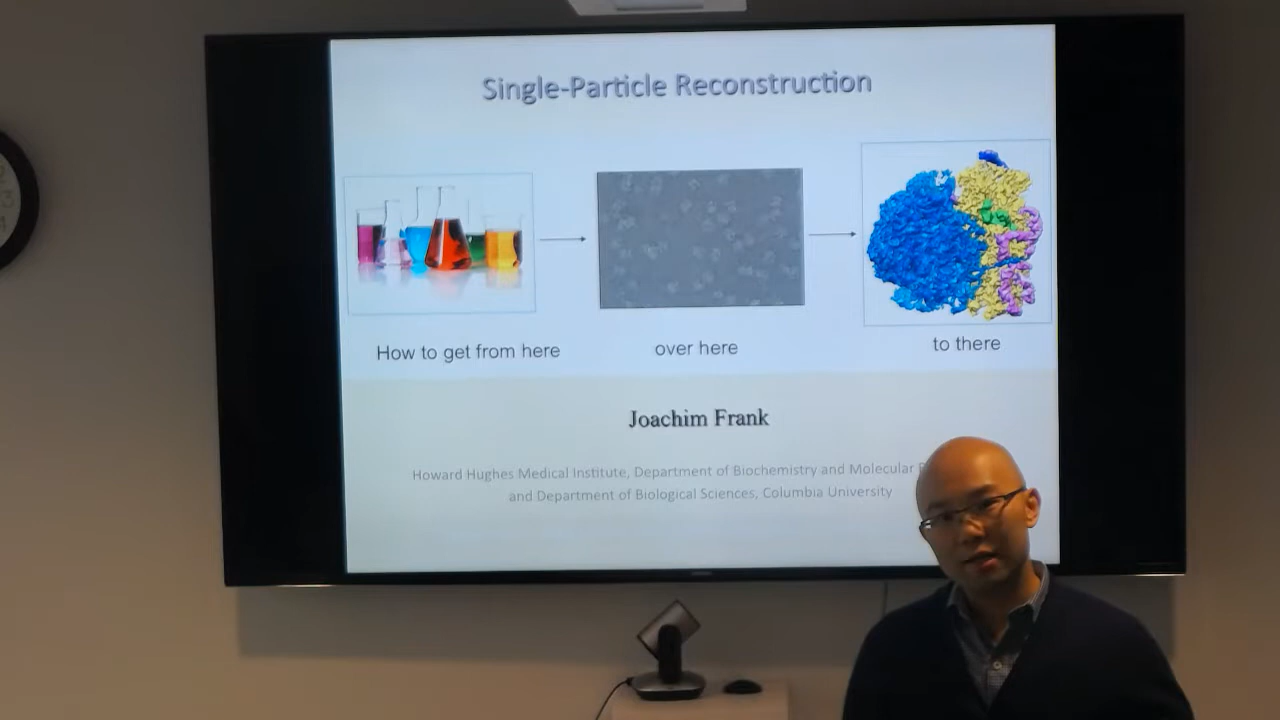 Single-Particle Reconstruction
How to get from here
over here
to there
Joachim Frank
Howard Hughes Medical Institute, Department of Biochemistry and Molecular
and Department of Biological Sciences, Columbia University